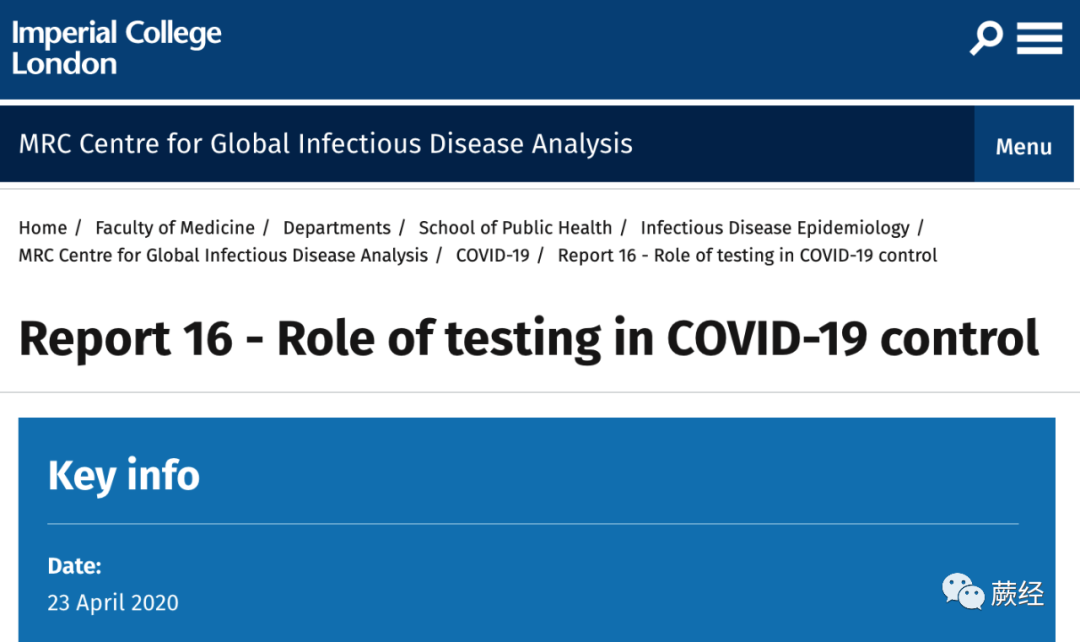 Imperial College
London
MRC Centre for Global Infectious Disease Analysis
Menu
Home / Faculty of Medicine / Departments / School of Public Health / Infectious Disease Epidemiology /
MRC Centre for Global Infectious Disease Analysis / COVID-19 / Report 16 - Role of testing in COVID-19 control
Report 16 - Role of testing in COVID-19 control
Key info
Date:
23 April 2020
蕨经